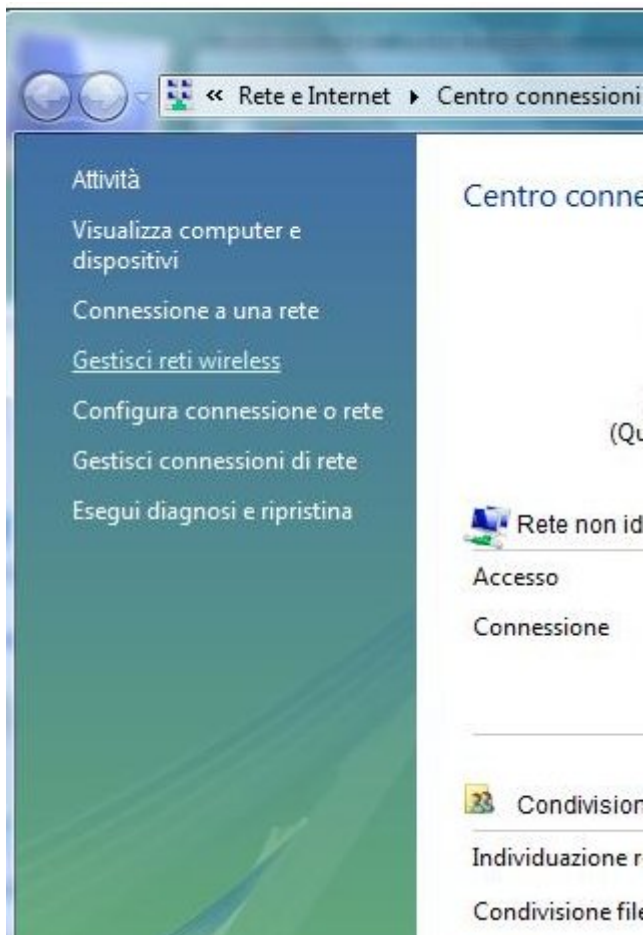 « Rete e Internet Centro connessioni
Attività
Visualizza computer e
dispositivi
Connessione a una rete
Gestisci reti wireless
Configura connessione o rete
Gestisci connessioni di rete
Esegui diagnosi e ripristina
Centro conne
(Qu
Rete non id
Accesso
Connessione
Condivision
Individuazione r
Condivisione file